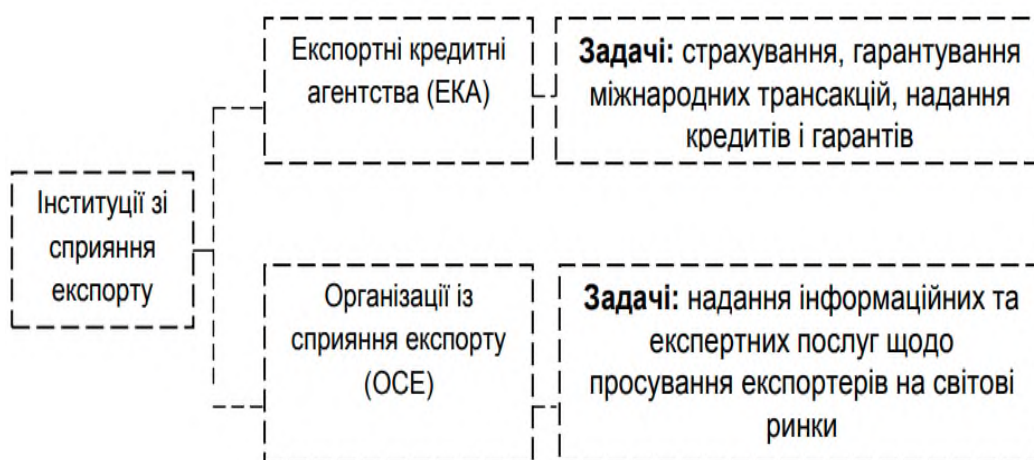 Інституції зі
сприяння
експорту
Експортні кредитні
агентства (ЕКА)
Задачі: страхування, гарантування
міжнародних трансакцій, надання
кредитів і гарантів
Організації із
сприяння експорту
(ОСЕ)
Задачі: надання інформаційних та
експертних послуг щодо
просування експортерів на світові
ринки